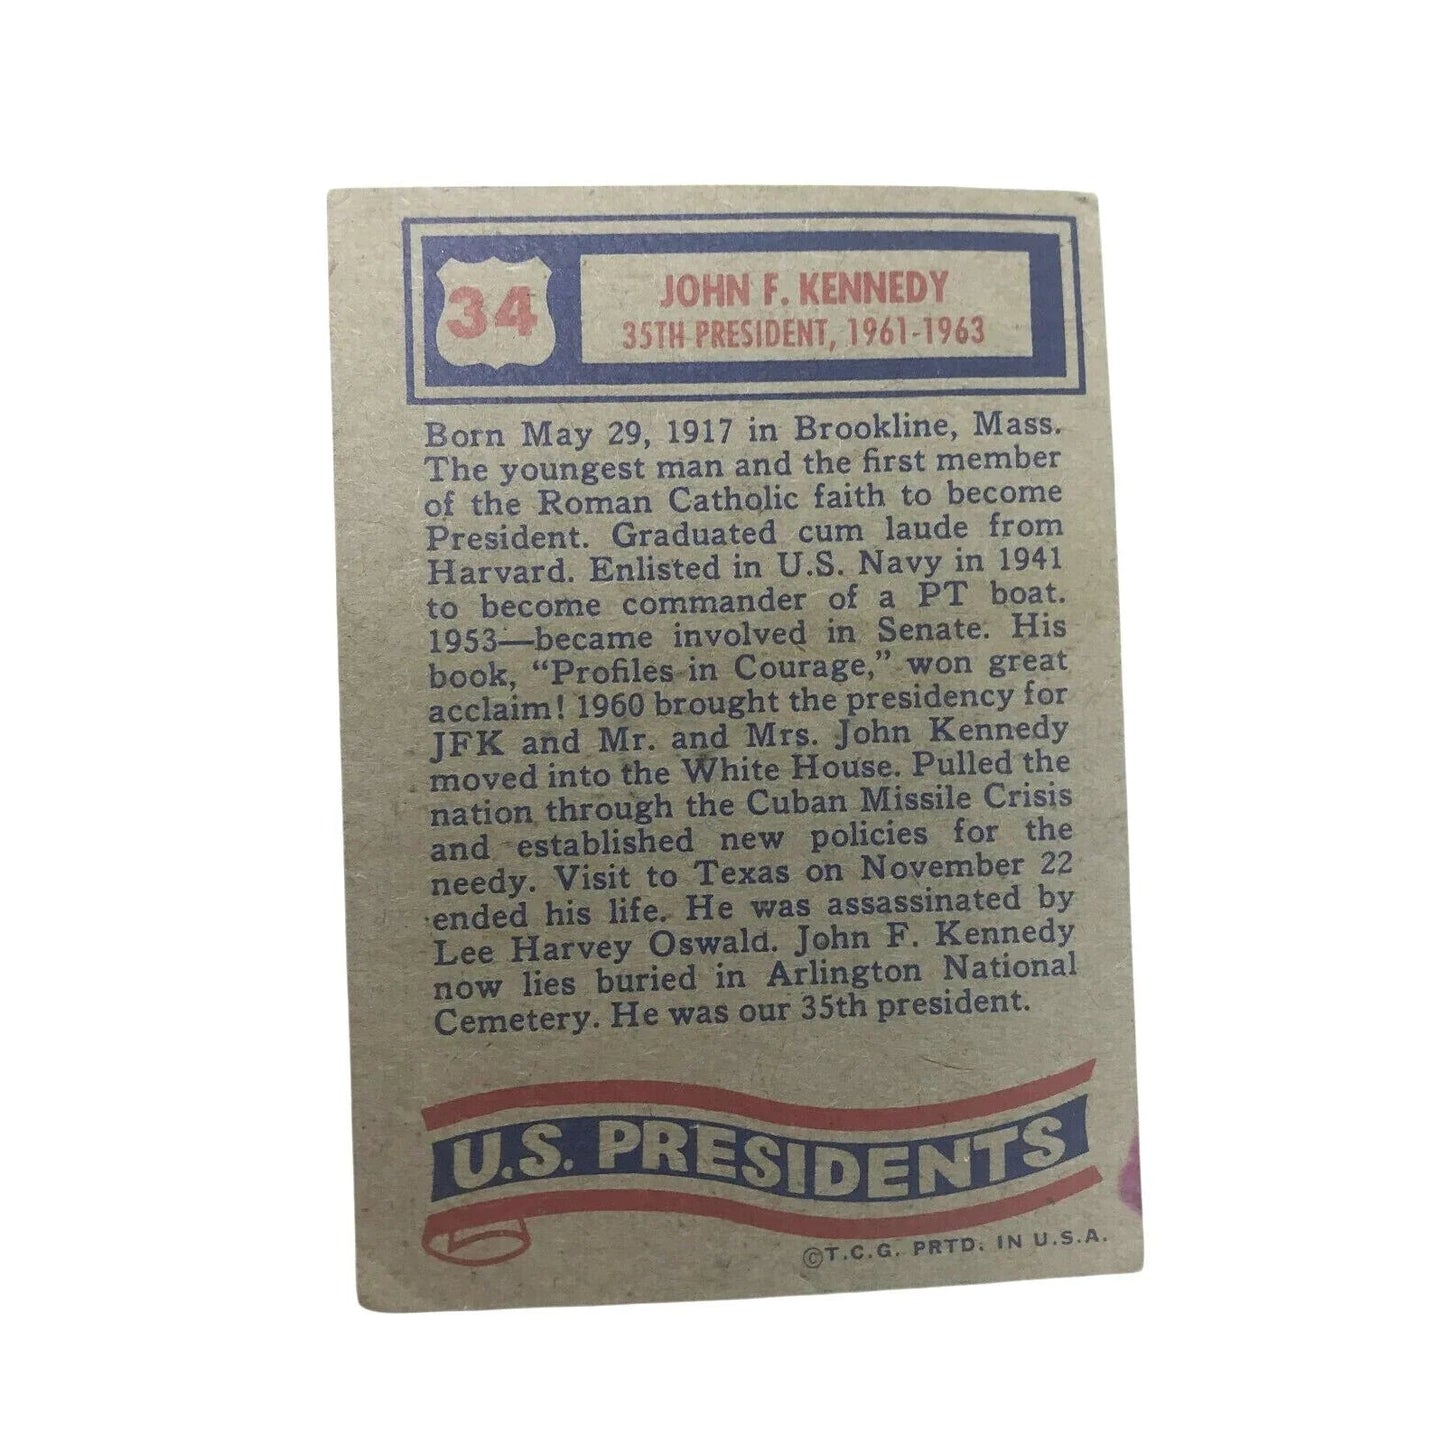 34
JOHN F. KENNEDY
35TH PRESIDENT, 1961-1963
Born May 29, 1917 in Brookline, Mass.
The youngest man and the first member
of the Roman Catholic faith to become
President. Graduated cum laude from
Harvard. Enlisted in U.S. Navy in 1941
to become commander of a PT boat.
1953—became involved in Senate. His
book, “Profiles in Courage,” won great
acclaim! 1960 brought the presidency for
JFK and Mr. and Mrs. John Kennedy
moved into the White House. Pulled the
nation through the Cuban Missile Crisis
and established new policies for the
needy. Visit to Texas on November 22
ended his life. He was assassinated by
Lee Harvey Oswald. John F. Kennedy
now lies buried in Arlington National
Cemetery. He was our 35th president.
U.S. PRESIDENTS
©T.C.G. PRTD. IN U.S.A.